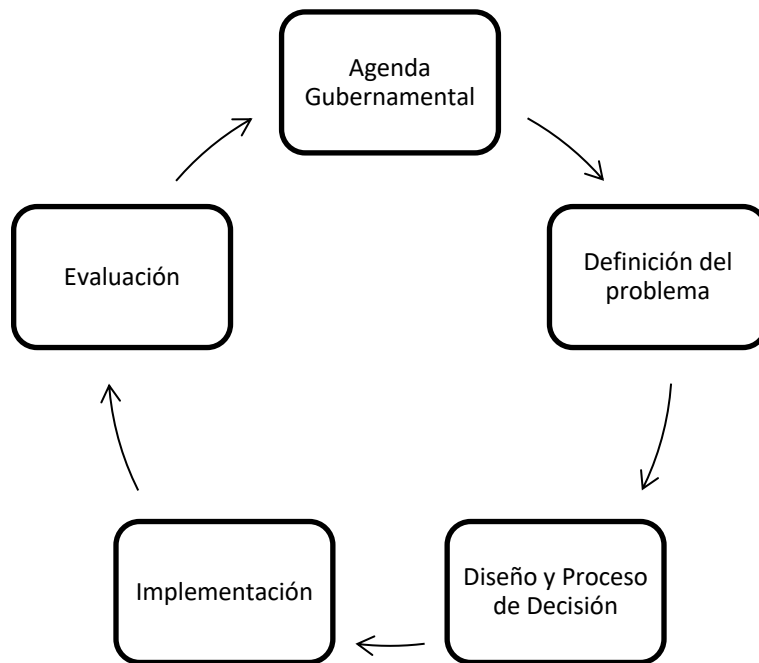 Agenda
Gubernamental
Definición del
problema
Diseño y Proceso
de Decisión
Implementación
Evaluación